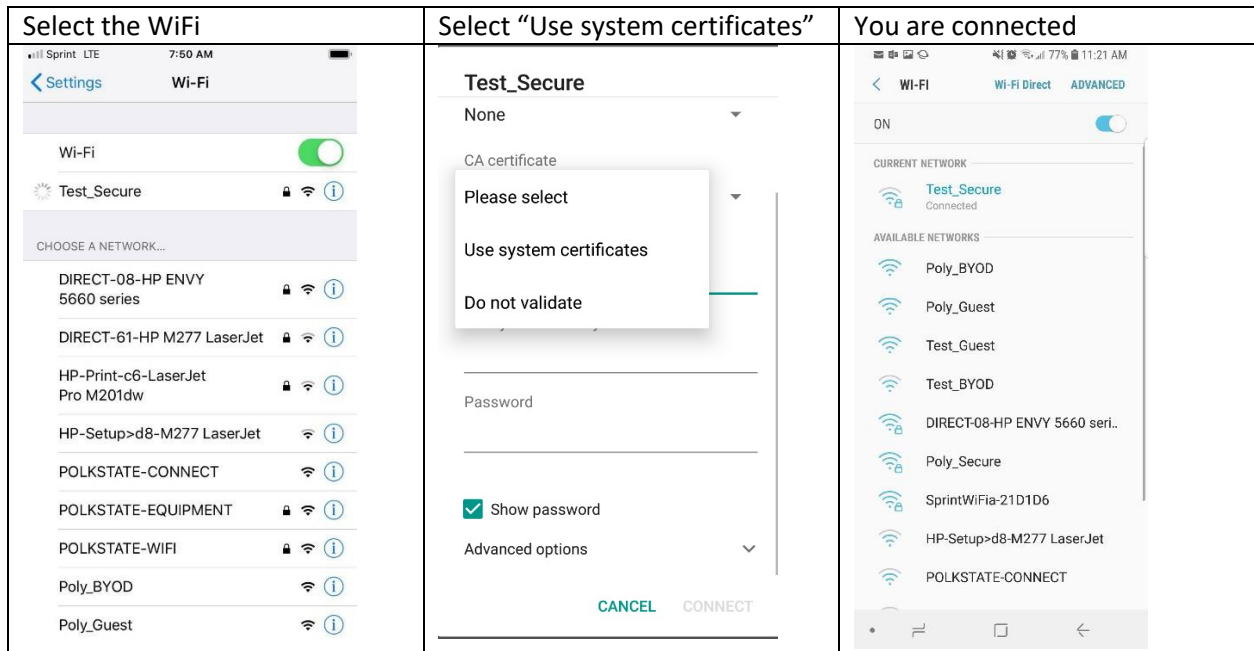 Select the WiFi
Sprint LTE 7:50 AM
Settings Wi-Fi
Wi-Fi
Test_Secure
CHOOSE A NETWORK...
DIRECT-08-HP ENVY
5660 series
DIRECT-61-HP M277 LaserJet
HP-Print-c6-LaserJet
Pro M201dw
HP-Setup>d8-M277 LaserJet
POLKSTATE-CONNECT
POLKSTATE-EQUIPMENT
POLKSTATE-WIFI
Poly_BYOD
Poly_Guest
Select “Use system certificates”
Test_Secure
None
CA certificate
Please select
Use system certificates
Do not validate
Password
Show password
Advanced options
CANCEL CONNECT
You are connected
77% 11:21 AM
WI-FI Wi-Fi Direct ADVANCED
ON
CURRENT NETWORK
Test_Secure
Connected
AVAILABLE NETWORKS
Poly_BYOD
Poly_Guest
Test_Guest
Test_BYOD
DIRECT-08-HP ENVY 5660 seri..
Poly_Secure
SprintWiFia-21D1D6
HP-Setup>d8-M277 LaserJet
POLKSTATE-CONNECT